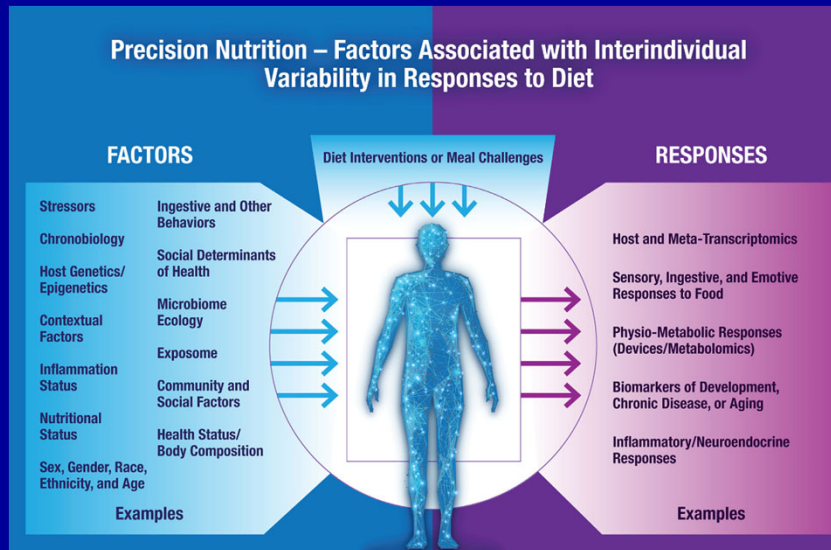 Precision Nutrition – Factors Associated with Interindividual
Variability in Responses to Diet
FACTORS
Stressors
Chronobiology
Host Genetics/
Epigenetics
Contextual
Factors
Inflammation
Status
Nutritional
Status
Sex, Gender, Race,
Ethnicity, and Age
Ingestive and Other
Behaviors
Social Determinants
of Health
Microbiome
Ecology
Exposome
Community and
Social Factors
Health Status/
Body Composition
Examples
Diet Interventions or Meal Challenges
RESPONSES
Host and Meta-Transcriptomics
Sensory, Ingestive, and Emotive
Responses to Food
Physio-Metabolic Responses
(Devices/Metabolomics)
Biomarkers of Development,
Chronic Disease, or Aging
Inflammatory/Neuroendocrine
Responses
Examples